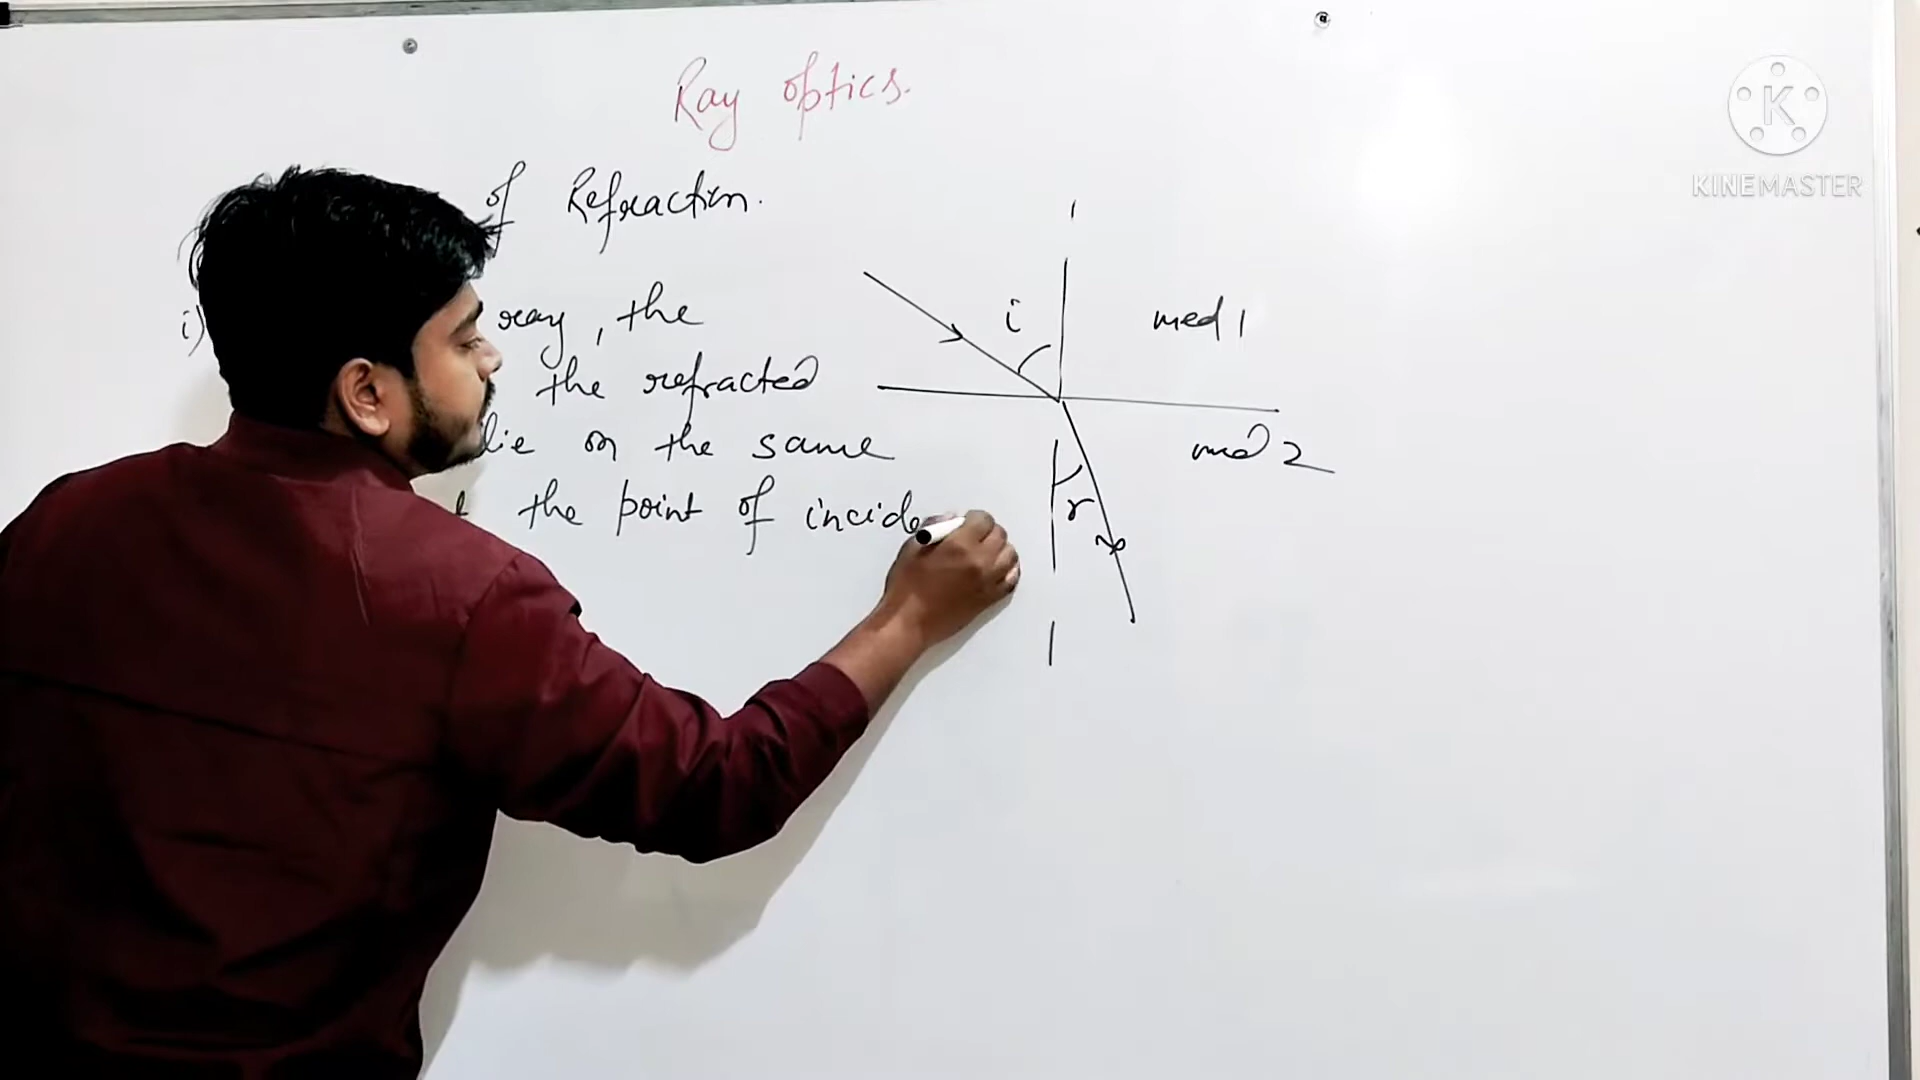 Ray optics.
of Refraction.
i) ray, the
the refracted
lie on the same
the point of incide
i
med 1
med 2
r
K
KINEMASTER